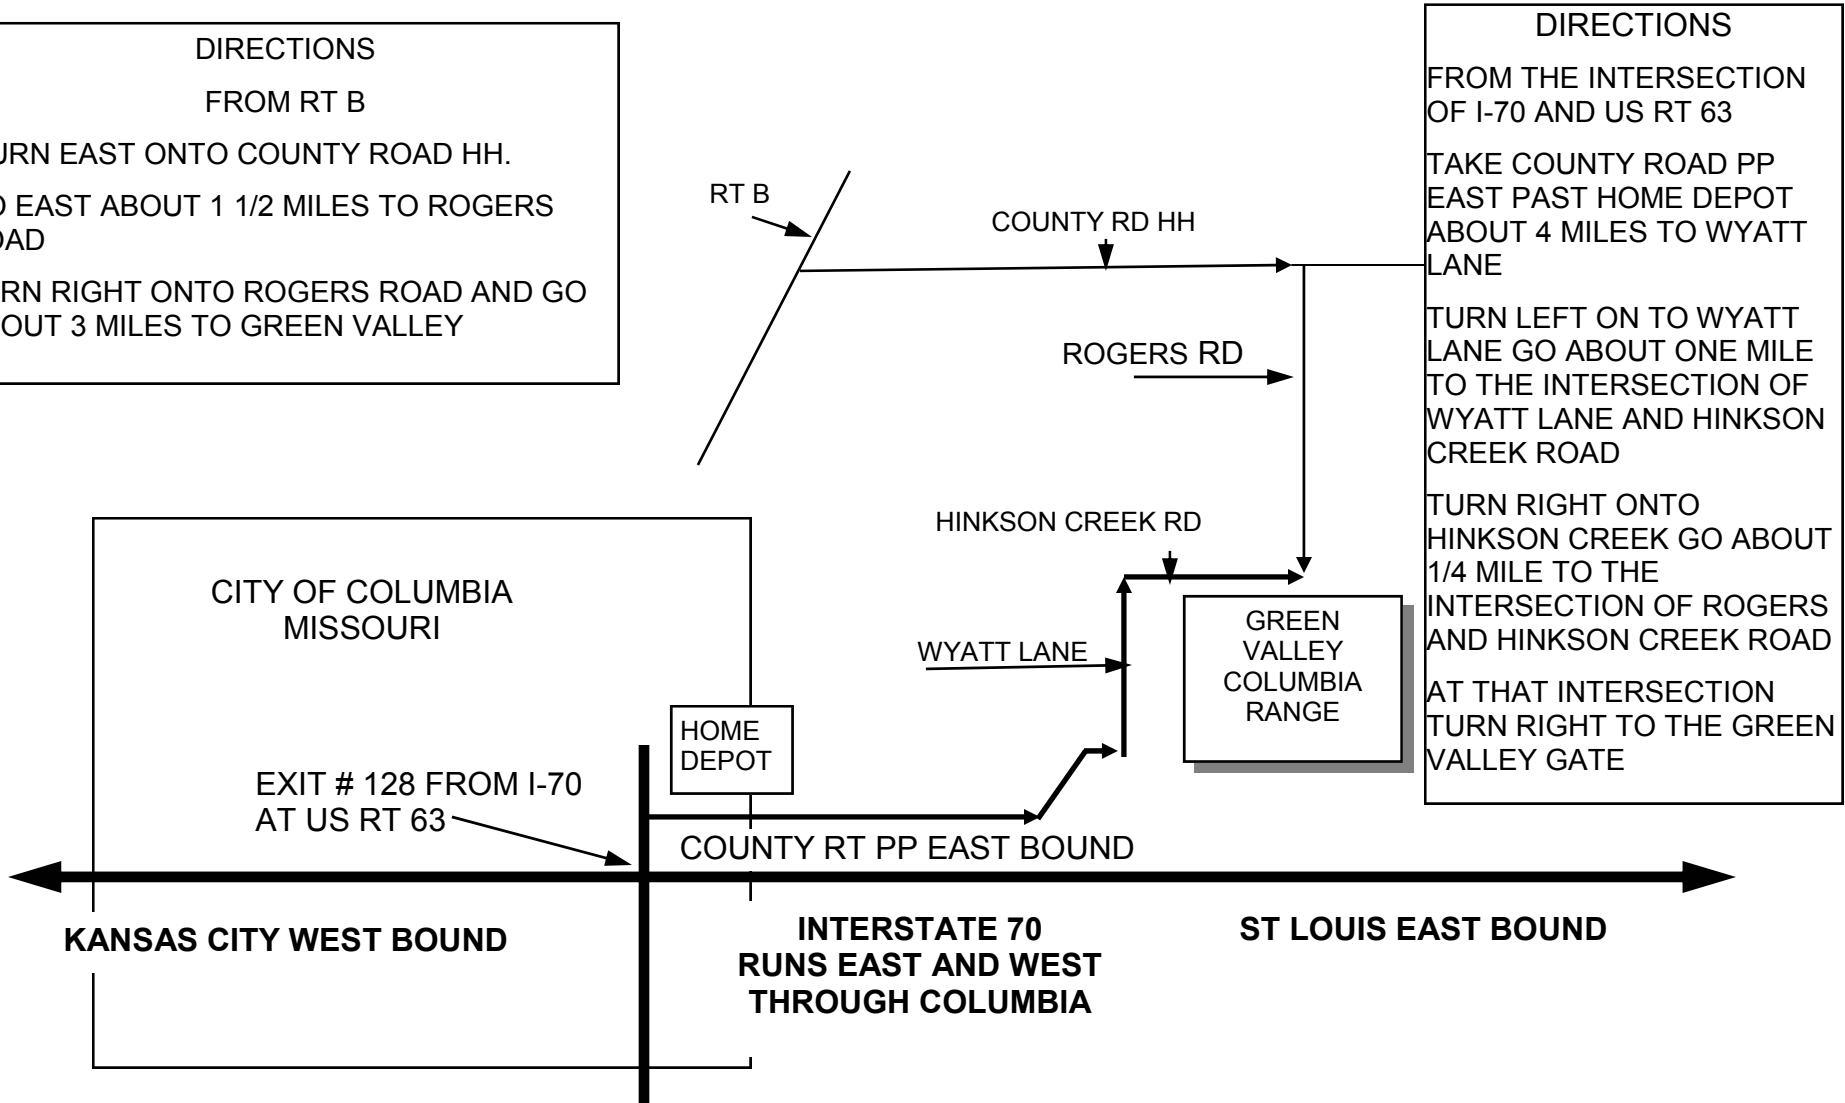 DIRECTIONS
FROM RT B
URN EAST ONTO COUNTY ROAD HH.
O EAST ABOUT 1 1/2 MILES TO ROGERS
OAD
RN RIGHT ONTO ROGERS ROAD AND GO
OUT 3 MILES TO GREEN VALLEY
RT B
COUNTY RD HH
ROGERS RD
HINKSON CREEK RD
WYATT LANE
GREEN
VALLEY
COLUMBIA
RANGE
CITY OF COLUMBIA
MISSOURI
HOME
DEPOT
EXIT # 128 FROM I-70
AT US RT 63
COUNTY RT PP EAST BOUND
KANSAS CITY WEST BOUND
INTERSTATE 70
RUNS EAST AND WEST
THROUGH COLUMBIA
ST LOUIS EAST BOUND
DIRECTIONS
FROM THE INTERSECTION
OF I-70 AND US RT 63
TAKE COUNTY ROAD PP
EAST PAST HOME DEPOT
ABOUT 4 MILES TO WYATT
LANE
TURN LEFT ON TO WYATT
LANE GO ABOUT ONE MILE
TO THE INTERSECTION OF
WYATT LANE AND HINKSON
CREEK ROAD
TURN RIGHT ONTO
HINKSON CREEK GO ABOUT
1/4 MILE TO THE
INTERSECTION OF ROGERS
AND HINKSON CREEK ROAD
AT THAT INTERSECTION
TURN RIGHT TO THE GREEN
VALLEY GATE